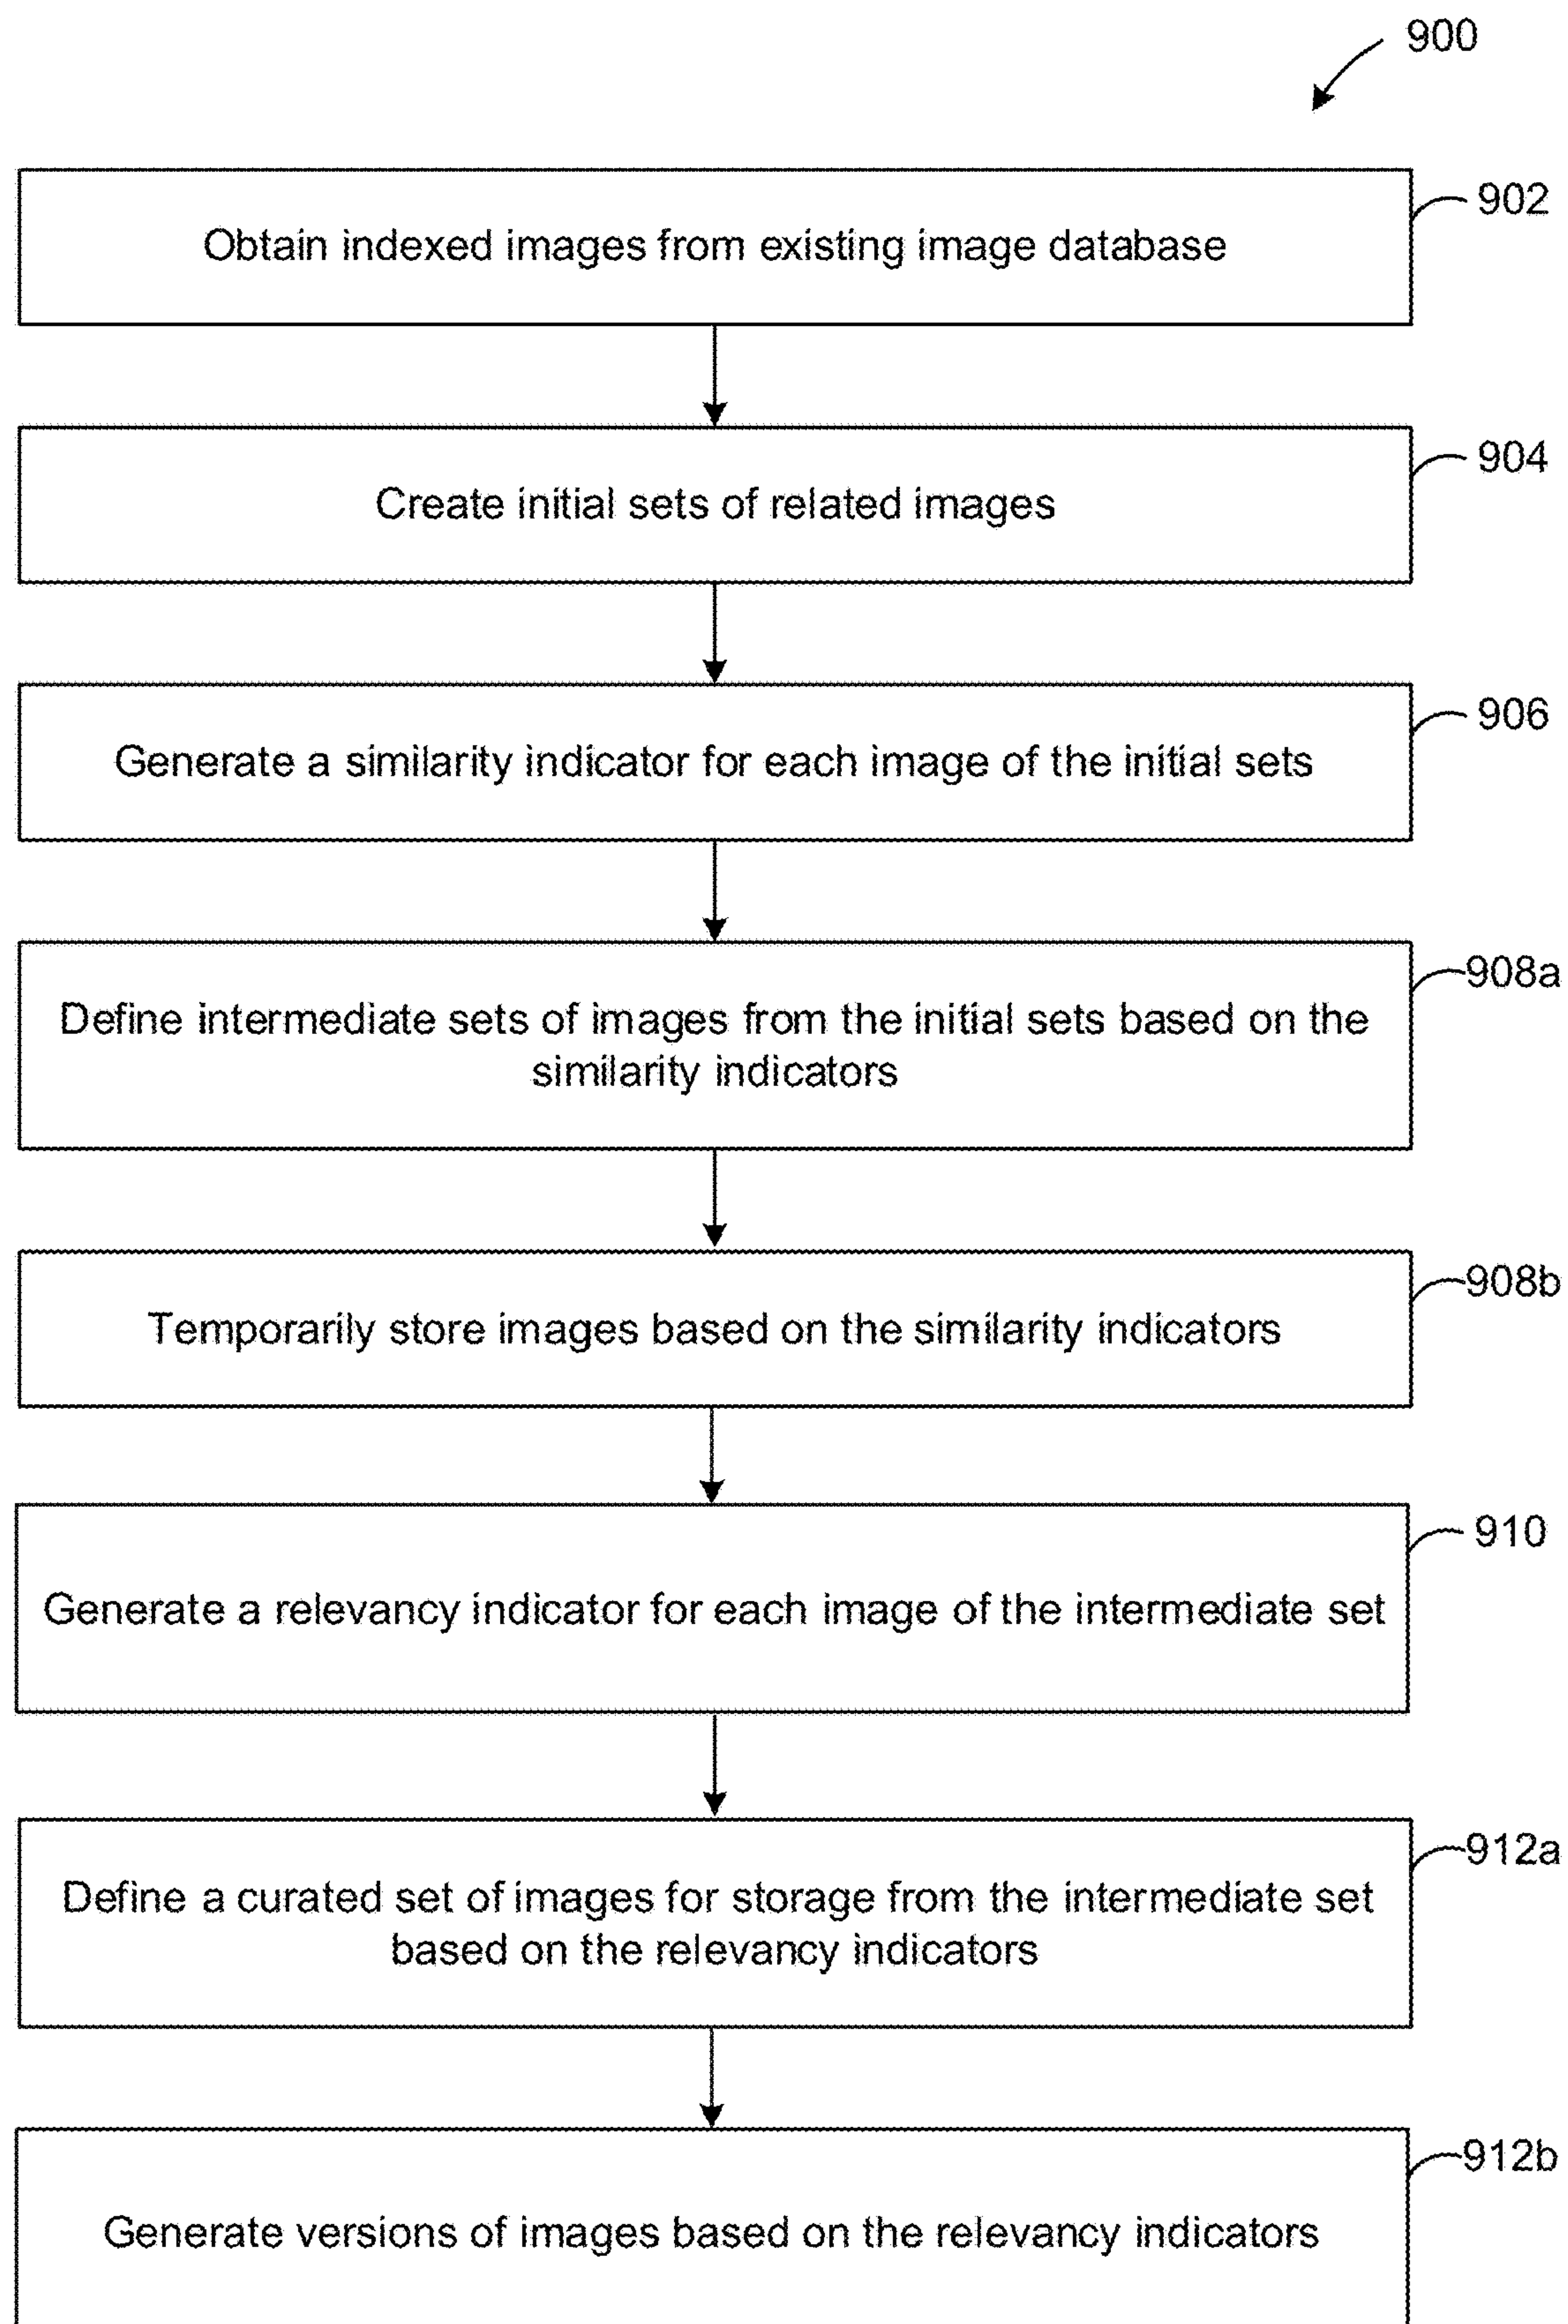 900
902
Obtain indexed images from existing image database
904
Create initial sets of related images
906
Generate a similarity indicator for each image of the initial sets
908a
Define intermediate sets of images from the initial sets based on the
similarity indicators
908b
Temporarily store images based on the similarity indicators
910
Generate a relevancy indicator for each image of the intermediate set
912a
Define a curated set of images for storage from the intermediate set
based on the relevancy indicators
912b
Generate versions of images based on the relevancy indicators